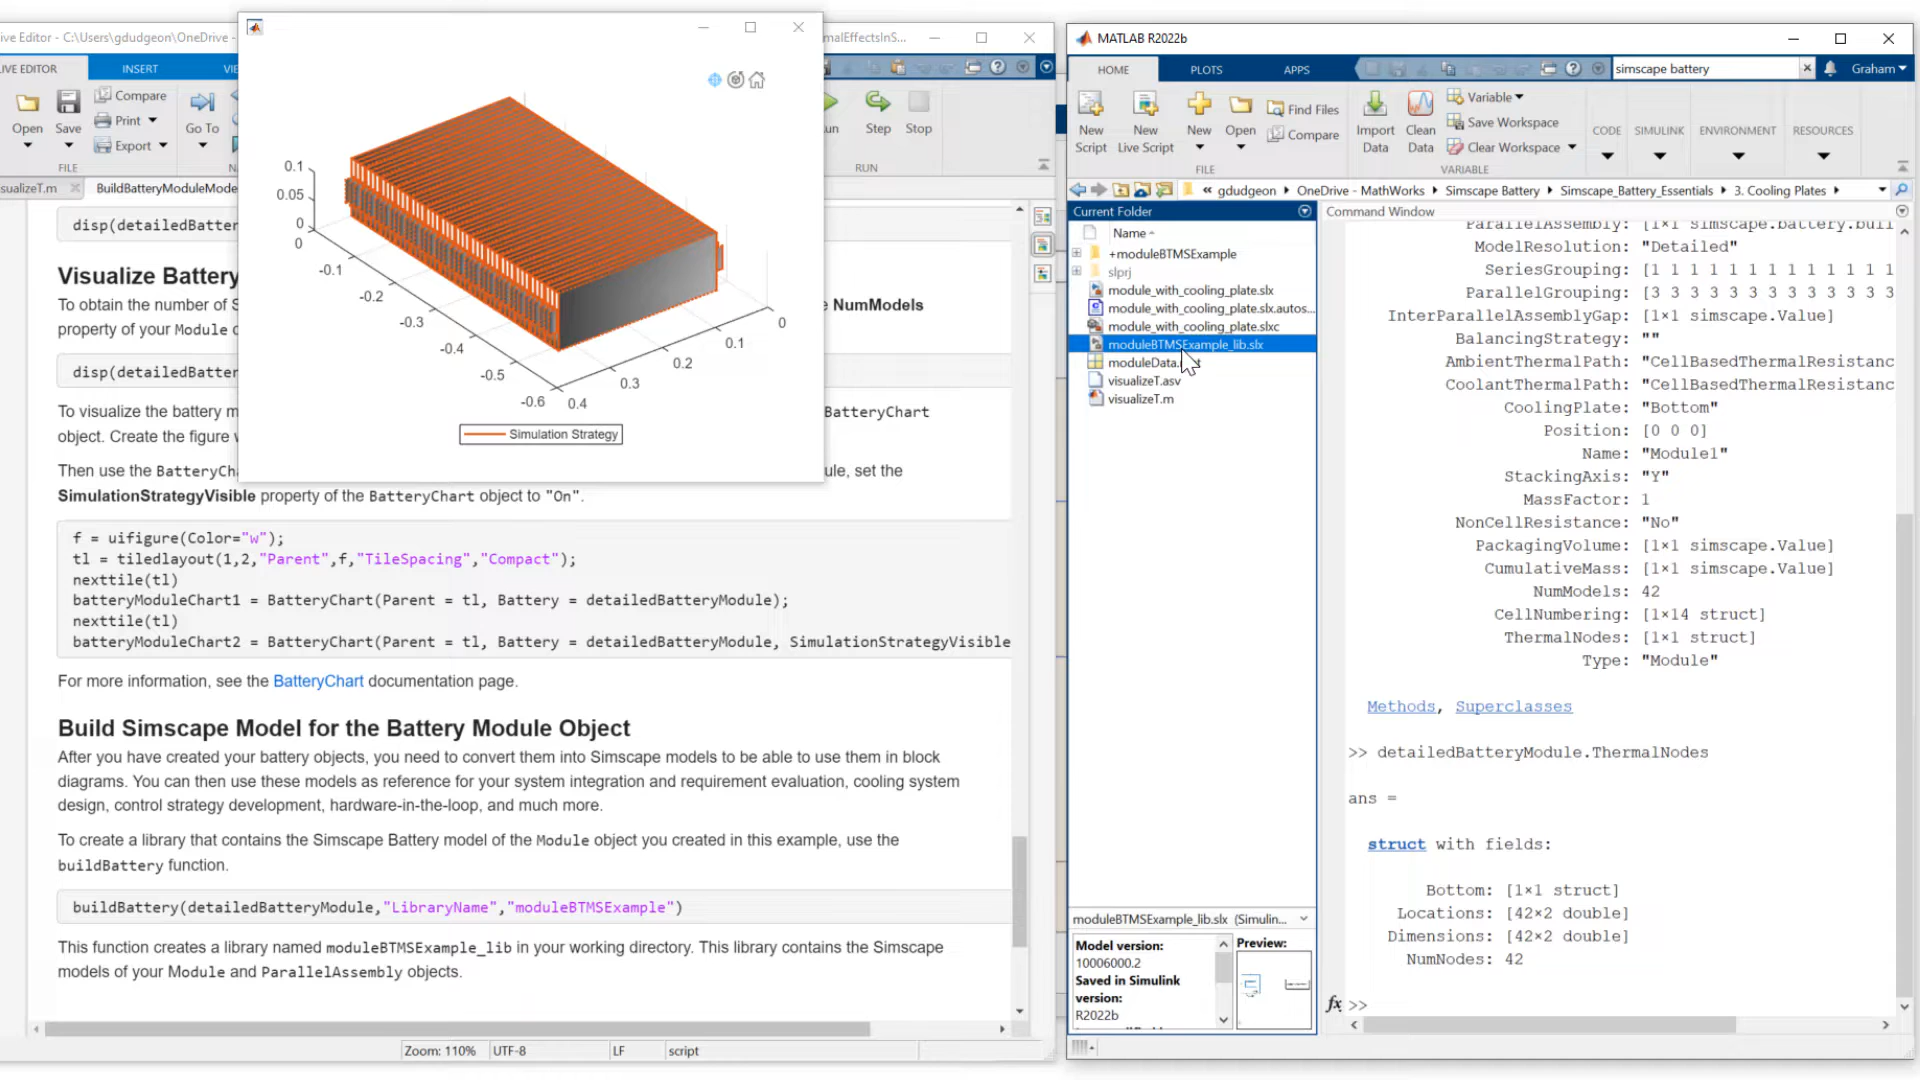 ive Editor - C:\Users\gdudgeon\OneDrive -
malEffectsInS...
IVE EDITOR
INSERT
VIE
Open
Save
Compare
Print
Export
Go To
FILE
N
un
Step
Stop
RUN
sualizeT.m
BuildBatteryModuleMode
0.1
0.05
0
0
-0.1
-0.2
-0.3
-0.4
-0.5
-0.6
0.4
0.3
0.2
0.1
0
Simulation Strategy
disp(detailedBatter
Visualize Battery
To obtain the number of S
e NumModels
property of your Module o
disp(detailedBatter
To visualize the battery m
BatteryChart
object. Create the figure w
Then use the BatteryCha
ule, set the
SimulationStrategyVisible property of the BatteryChart object to "On".
f = uifigure(Color="w");
tl = tiledlayout(1,2,"Parent",f,"TileSpacing","Compact");
nexttile(tl)
batteryModuleChart1 = BatteryChart(Parent = tl, Battery = detailedBatteryModule);
nexttile(tl)
batteryModuleChart2 = BatteryChart(Parent = tl, Battery = detailedBatteryModule, SimulationStrategyVisible
For more information, see the BatteryChart documentation page.
Build Simscape Model for the Battery Module Object
After you have created your battery objects, you need to convert them into Simscape models to be able to use them in block
diagrams. You can then use these models as reference for your system integration and requirement evaluation, cooling system
design, control strategy development, hardware-in-the-loop, and much more.
To create a library that contains the Simscape Battery model of the Module object you created in this example, use the
buildBattery function.
buildBattery(detailedBatteryModule,"LibraryName","moduleBTMSExample")
This function creates a library named moduleBTMSExample_lib in your working directory. This library contains the Simscape
models of your Module and ParallelAssembly objects.
Zoom: 110%
UTF-8
LF
script
MATLAB R2022b
HOME
PLOTS
APPS
simscape battery
Graham
New
Script
New
Live Script
New
Open
Find Files
Compare
Import
Data
Clean
Data
Variable
Save Workspace
Clear Workspace
CODE
SIMULINK
ENVIRONMENT
RESOURCES
FILE
VARIABLE
« gdudgeon
OneDrive - MathWorks
Simscape Battery
Simscape_Battery_Essentials
3. Cooling Plates
Current Folder
Name
+moduleBTMSExample
slprj
module_with_cooling_plate.slx
module_with_cooling_plate.slx.autos...
module_with_cooling_plate.slxc
moduleBTMSExample_lib.slx
moduleData.
visualizeT.asv
visualizeT.m
moduleBTMSExample_lib.slx (Simulin...
Model version:
10006000.2
Saved in Simulink
version:
R2022b
Preview:
Command Window
ParallelAssembly: [1×1 simscape.battery.buil
ModelResolution: "Detailed"
SeriesGrouping: [1 1 1 1 1 1 1 1 1 1 1 1 1
ParallelGrouping: [3 3 3 3 3 3 3 3 3 3 3 3 3
InterParallelAssemblyGap: [1×1 simscape.Value]
BalancingStrategy: ""
AmbientThermalPath: "CellBasedThermalResistanc
CoolantThermalPath: "CellBasedThermalResistanc
CoolingPlate: "Bottom"
Position: [0 0 0]
Name: "Module1"
StackingAxis: "Y"
MassFactor: 1
NonCellResistance: "No"
PackagingVolume: [1×1 simscape.Value]
CumulativeMass: [1×1 simscape.Value]
NumModels: 42
CellNumbering: [1×14 struct]
ThermalNodes: [1×1 struct]
Type: "Module"
Methods, Superclasses
>> detailedBatteryModule.ThermalNodes
ans =
struct with fields:
Bottom: [1×1 struct]
Locations: [42×2 double]
Dimensions: [42×2 double]
NumNodes: 42
fx >>